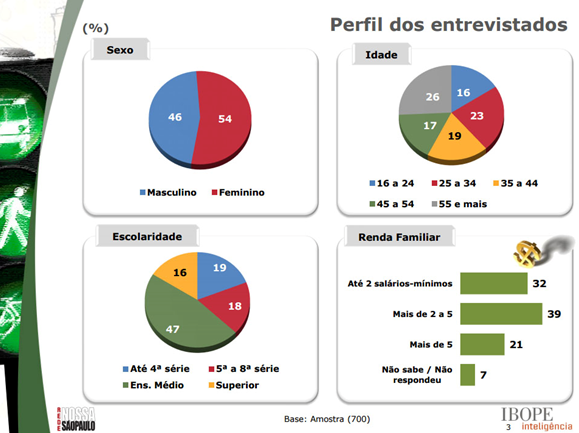 (%)
Perfil dos entrevistados
Sexo
46
54
Masculino
Feminino
Idade
16
23
19
17
26
16 a 24
25 a 34
35 a 44
45 a 54
55 e mais
Escolaridade
19
18
47
16
Até 4ª série
5ª a 8ª série
Ens. Médio
Superior
Renda Familiar
Até 2 salários-mínimos
32
Mais de 2 a 5
39
Mais de 5
21
Não sabe / Não
respondeu
7
REDE
NOSSA
SÃOPAULO
Base: Amostra (700)
IBOPE
inteligência
3